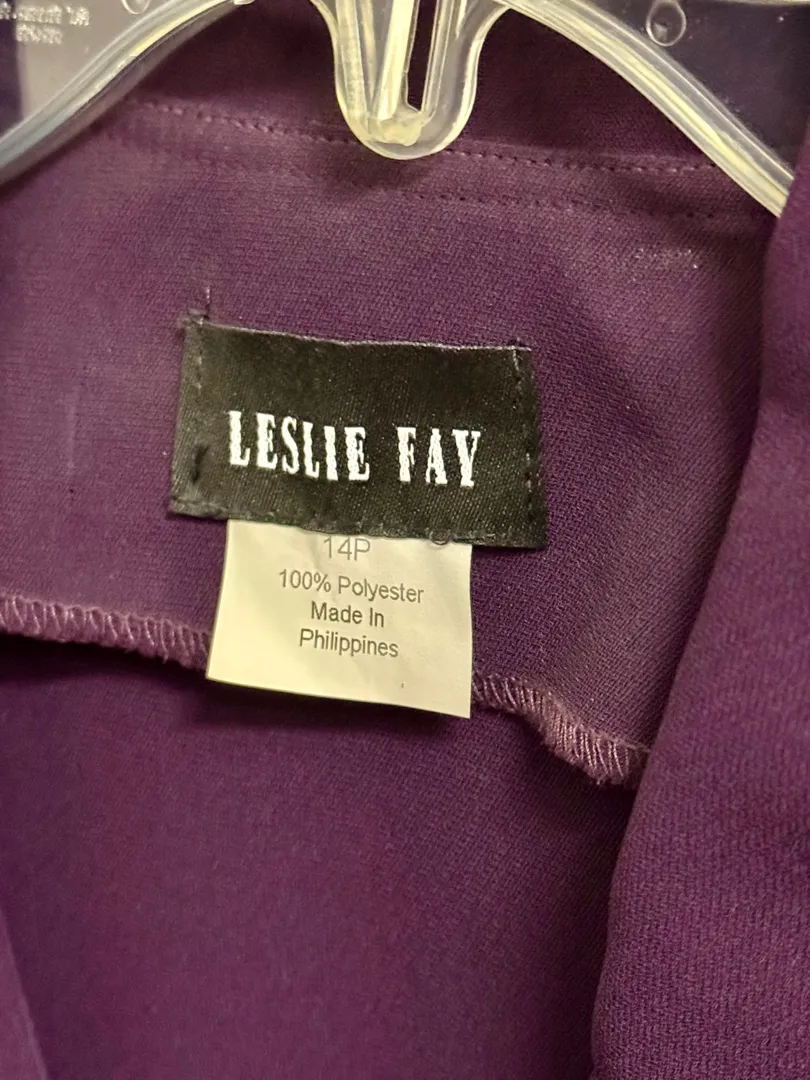 LESLIE FAY
14P
100% Polyester
Made In
Philippines